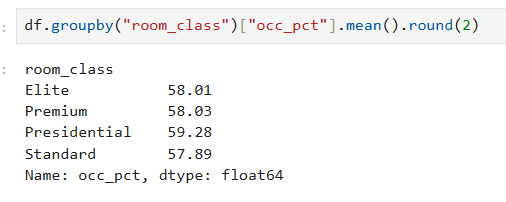 : df.groupby("room_class")["occ_pct"].mean().round(2)
: room_class
Elite 58.01
Premium 58.03
Presidential 59.28
Standard 57.89
Name: occ_pct, dtype: float64